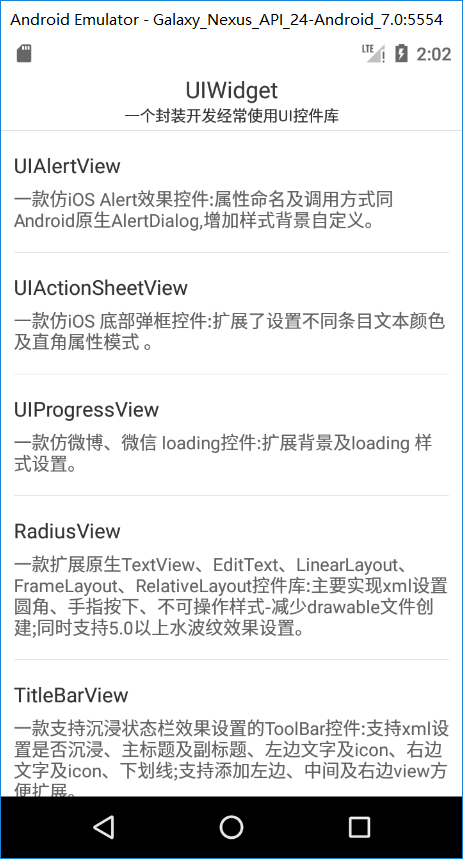 Android Emulator - Galaxy_Nexus_API_24-Android_7.0:5554
LTE 2:02
UIWidget
一个封装开发经常使用UI控件库
UIAlertView
一款仿iOS Alert效果控件:属性命名及调用方式同
Android原生AlertDialog,增加样式背景自定义。
UIActionSheetView
一款仿iOS 底部弹框控件:扩展了设置不同条目文本颜色
及直角属性模式 。
UIProgressView
一款仿微博、微信 loading控件:扩展背景及loading 样
式设置。
RadiusView
一款扩展原生TextView、EditText、LinearLayout、
FrameLayout、RelativeLayout控件库:主要实现xml设置
圆角、手指按下、不可操作样式-减少drawable文件创
建;同时支持5.0以上水波纹效果设置。
TitleBarView
一款支持沉浸状态栏效果设置的ToolBar控件:支持xml设
置是否沉浸、主标题及副标题、左边文字及icon、右边
文字及icon、下划线;支持添加左边、中间及右边view方
便扩展。